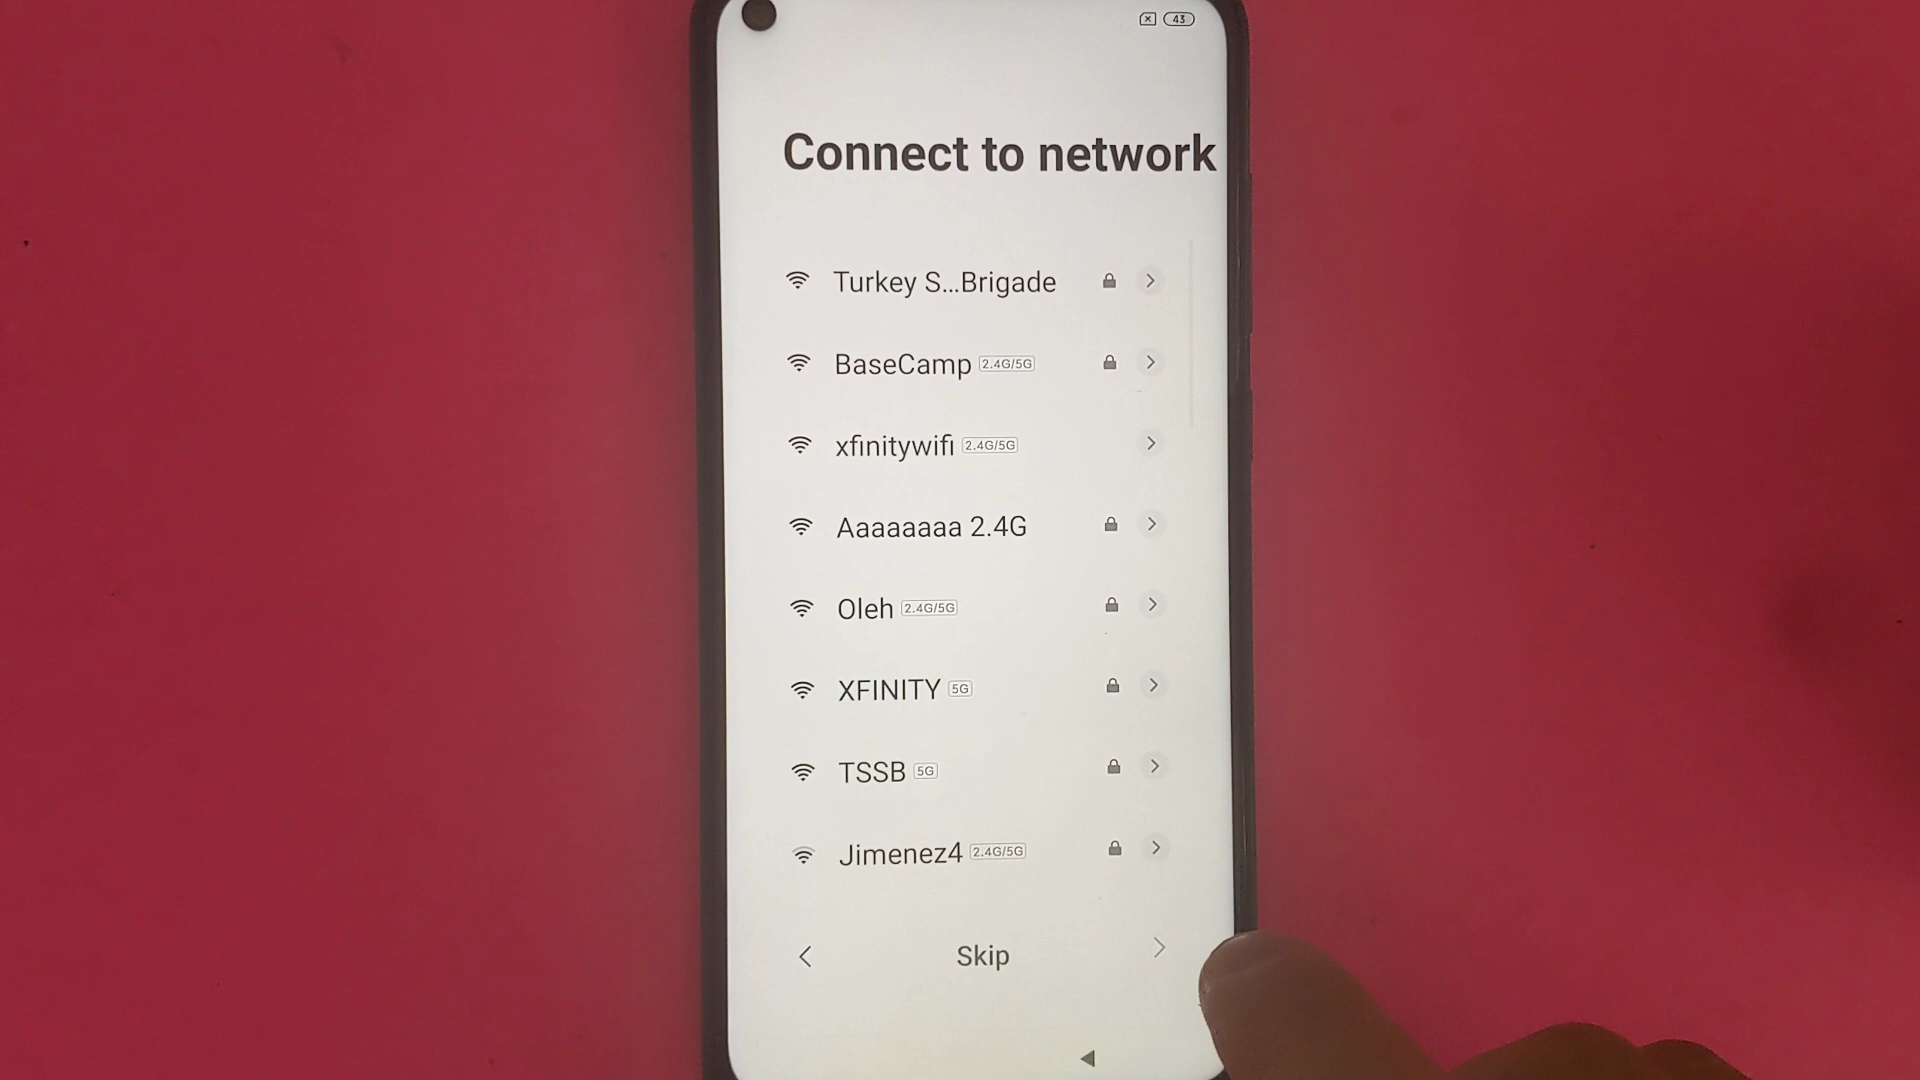 43
Connect to network
Turkey S...Brigade
BaseCamp 2.4G/5G
xfinitywifi 2.4G/5G
Aaaaaaaa 2.4G
Oleh 2.4G/5G
XFINITY 5G
TSSB 5G
Jimenez4 2.4G/5G
Skip